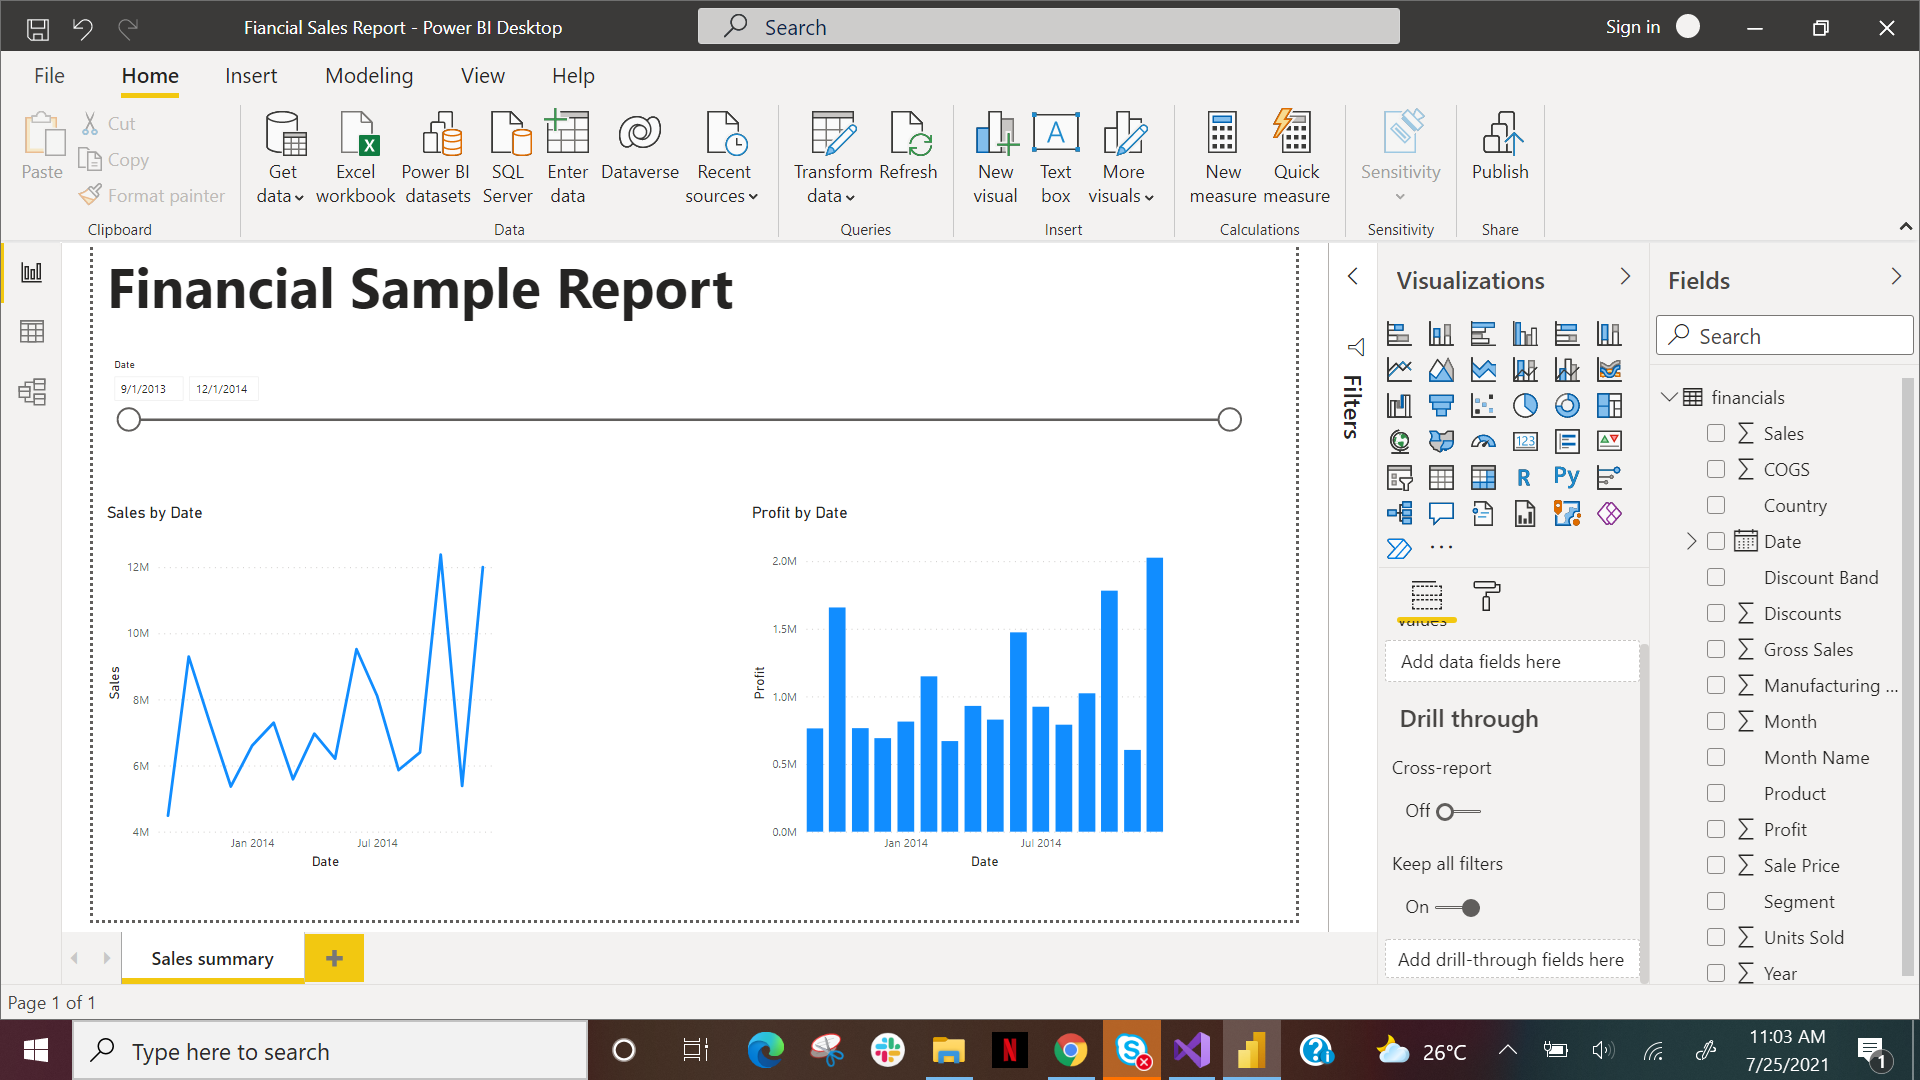 Fiancial Sales Report - Power BI Desktop
Search
Sign in
File Home Insert Modeling View Help
Paste
Cut
Copy
Format painter
Clipboard
Get data
Excel workbook
Power BI datasets
SQL Server
Enter data
Dataverse
Recent sources
Data
Transform data
Refresh
Queries
New visual
Text box
More visuals
Insert
New measure
Quick measure
Calculations
Sensitivity
Sensitivity
Publish
Share
Financial Sample Report
Date
9/1/2013 12/1/2014
Sales by Date
12M
10M
8M
6M
4M
Sales
Jan 2014 Jul 2014
Date
Profit by Date
2.0M
1.5M
1.0M
0.5M
0.0M
Profit
Jan 2014 Jul 2014
Date
Filters
Visualizations
123
R
Py
Values
Add data fields here
Drill through
Cross-report
Off
Keep all filters
On
Add drill-through fields here
Fields
Search
financials
Sales
COGS
Country
Date
Discount Band
Discounts
Gross Sales
Manufacturing ...
Month
Month Name
Product
Profit
Sale Price
Segment
Units Sold
Year
Sales summary
Page 1 of 1
Type here to search
26°C
11:03 AM
7/25/2021
1